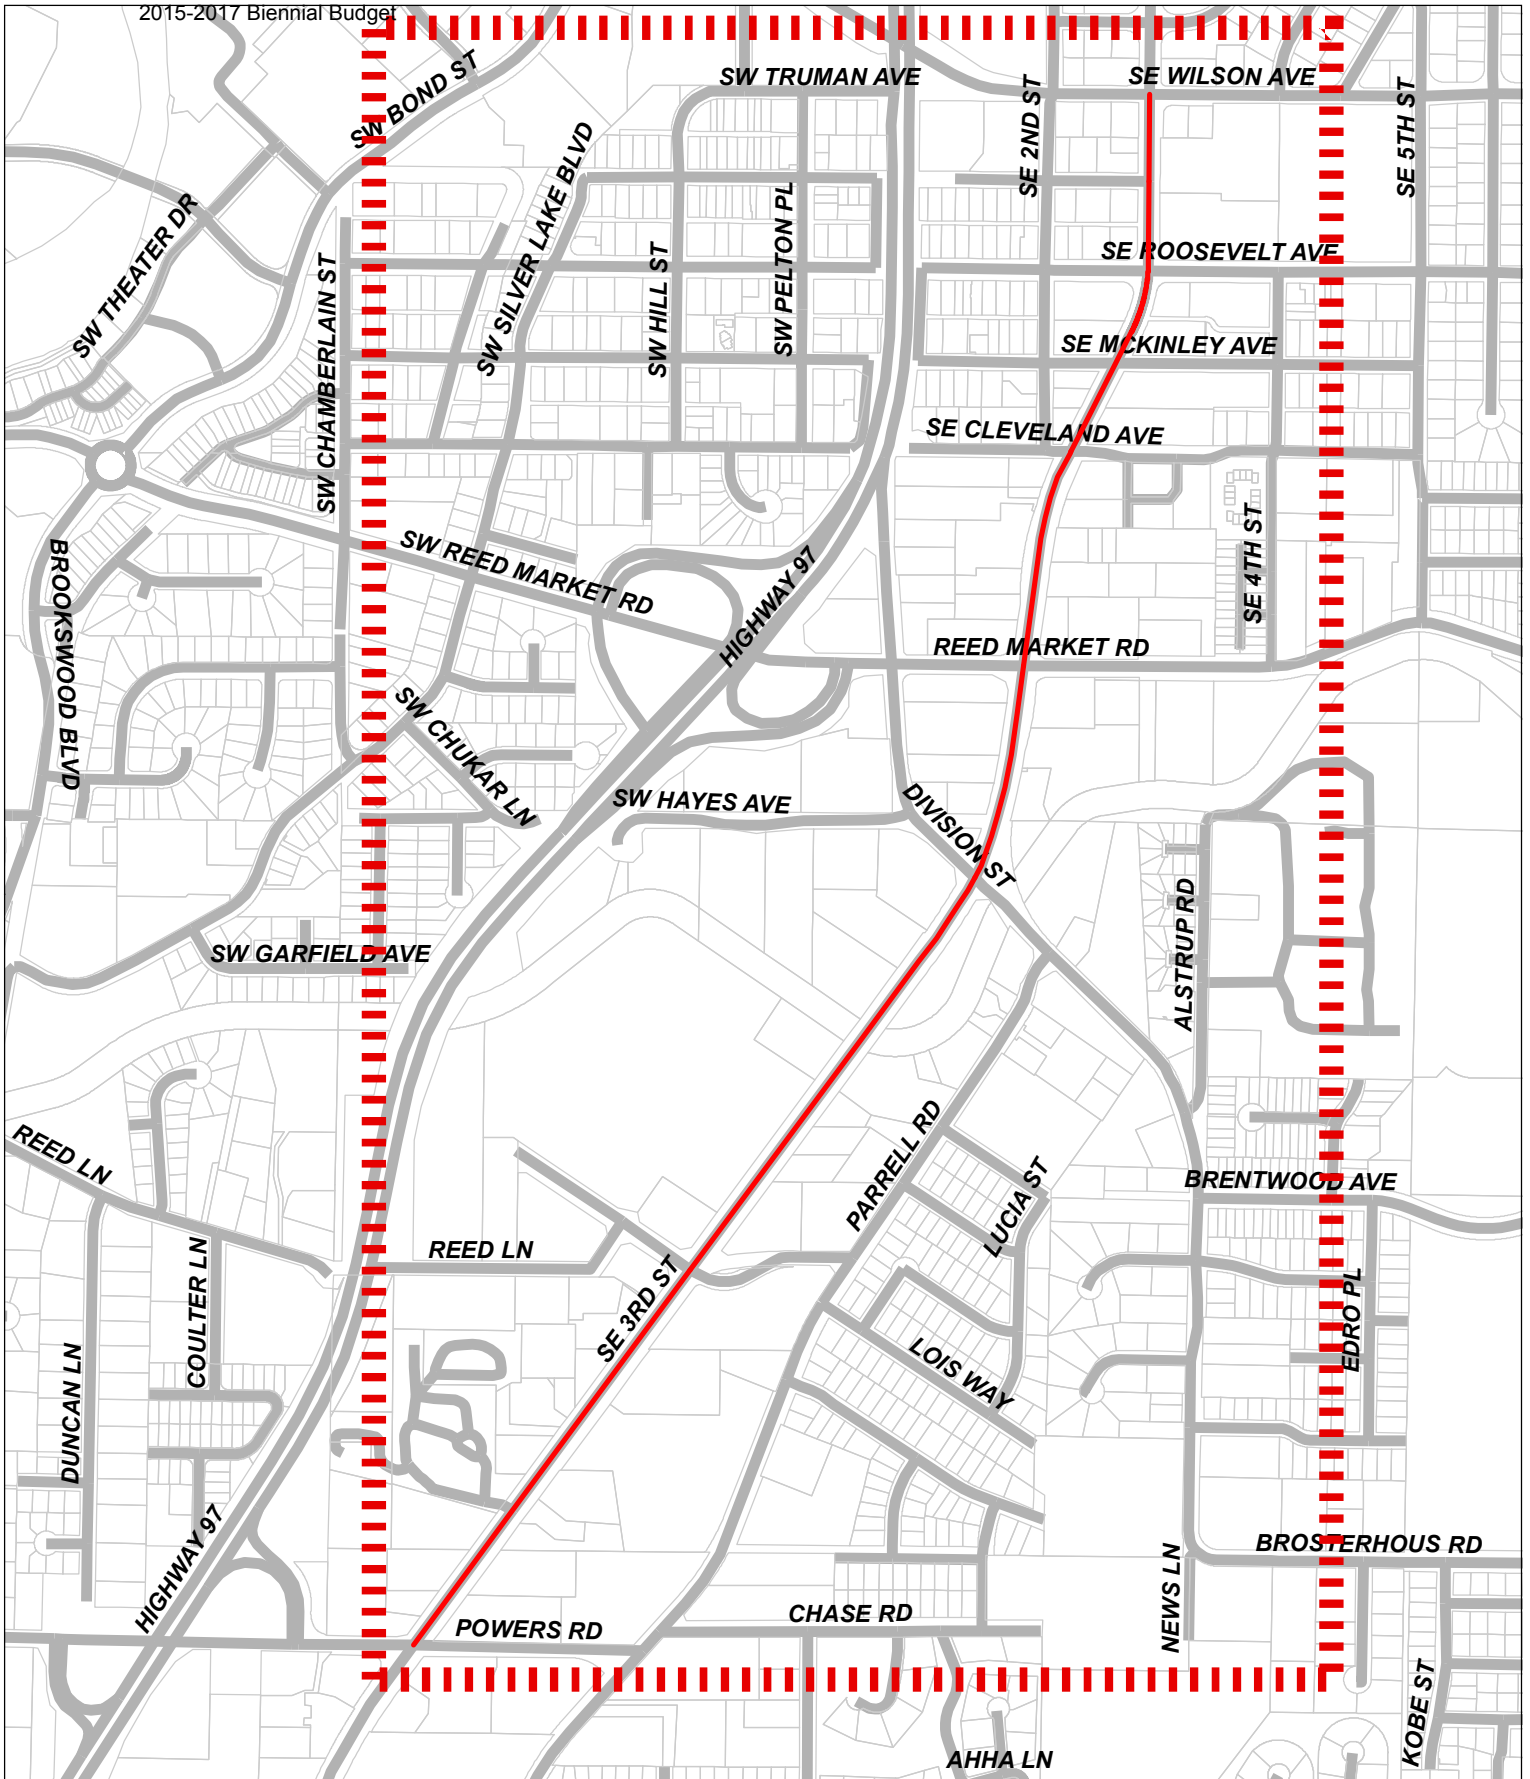 2015-2017 Biennial Budget
SW BOND ST
SW TRUMAN AVE
SE WILSON AVE
SE 2ND ST
SE 5TH ST
SW SILVER LAKE BLVD
SW THEATER DR
SW PELTON PL
SW HILL ST
SW CHAMBERLAIN ST
SE ROOSEVELT AVE
SE MCKINLEY AVE
SE CLEVELAND AVE
SE 4TH ST
SW REED MARKET RD
HIGHWAY 97
REED MARKET RD
BROOKSWOOD BLVD
SW CHUKAR LN
SW HAYES AVE
DIVISION ST
SW GARFIELD AVE
ALSTRUP RD
REED LN
PARRELL RD
LUCIA ST
BRENTWOOD AVE
REED LN
COULTER LN
SE 3RD ST
EDRO PL
DUNCAN LN
LOIS WAY
HIGHWAY 97
BROSTERHOUS RD
NEWS LN
POWERS RD
CHASE RD
KOBE ST
AHHA LN